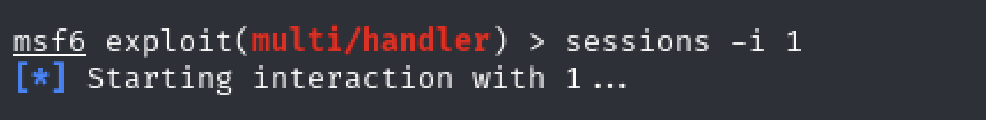 msf6 exploit(multi/handler) > sessions -i 1
[*] Starting interaction with 1...